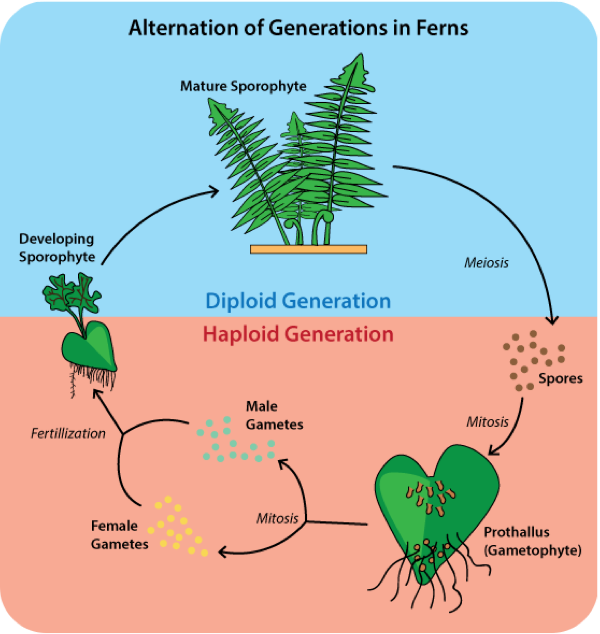 Alternation of Generations in Ferns
Mature Sporophyte
Developing
Sporophyte
Meiosis
Diploid Generation
Haploid Generation
Spores
Mitosis
Male
Gametes
Fertillization
Prothallus
(Gametophyte)
Mitosis
Female
Gametes